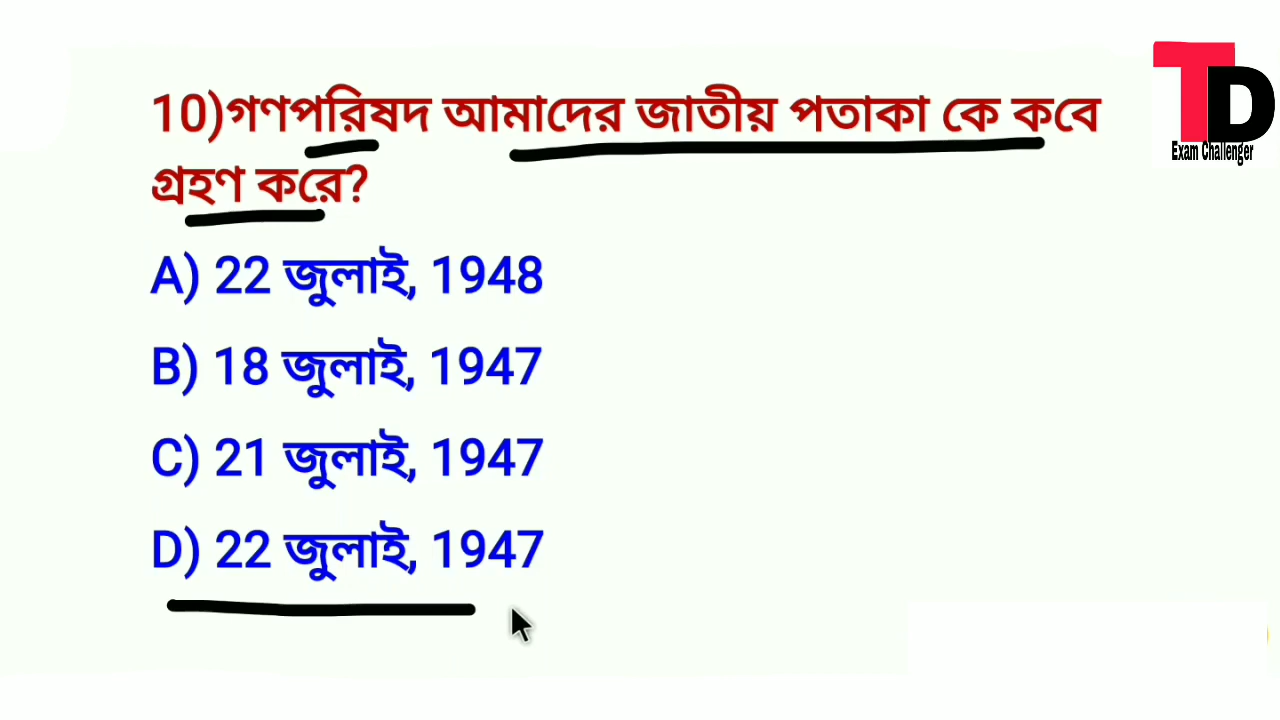 10)গণপরিষদ আমাদের জাতীয় পতাকা কে কবে
গ্রহণ করে?
A) 22 জুলাই, 1948
B) 18 জুলাই, 1947
C) 21 জুলাই, 1947
D) 22 জুলাই, 1947
TD
Exam Challenger